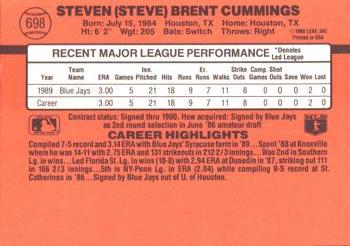 698
STEVEN (STEVE) BRENT CUMMINGS
Born: July 15, 1964 Houston, TX Home: Houston, TX
Ht: 6'2" Wgt: 205 Bats: Switch Throws: Right
© 1989 LEAF, INC.
Printed in USA
RECENT MAJOR LEAGUE PERFORMANCE *Denotes Led League
Year Team Name ERA Games Inn. Pitched Hits Runs Er. Runs Walks Strike Outs Shut Outs Games Saved Won Lost
1989 Blue Jays 3.00 5 21 18 9 7 11 8 0 0 2 0
Career 3.00 5 21 18 9 7 11 8 0 0 2 0
Contract status: Signed thru 1990. How acquired: Signed by Blue Jays
as 2nd round selection in June '86 amateur draft
CAREER HIGHLIGHTS
Compiled 7-5 record and 3.14 ERA with Blue Jays' Syracuse farm in '89... Spent '88 at Knoxville
where he was 14-11 with 2.75 ERA and 131 strikeouts in 212 2/3 innings... Was 2nd in Southern
Lg. in wins... Led Florida St. Lg. in wins (18-8) with 2.94 ERA at Dunedin in '87, striking out 111
in 186 2/3 innings... 5th in NY-Penn Lg. in ERA (2.04) while compiling 9-5 record at St.
Catherines in '86... Signed by Blue Jays out of U. of Houston.